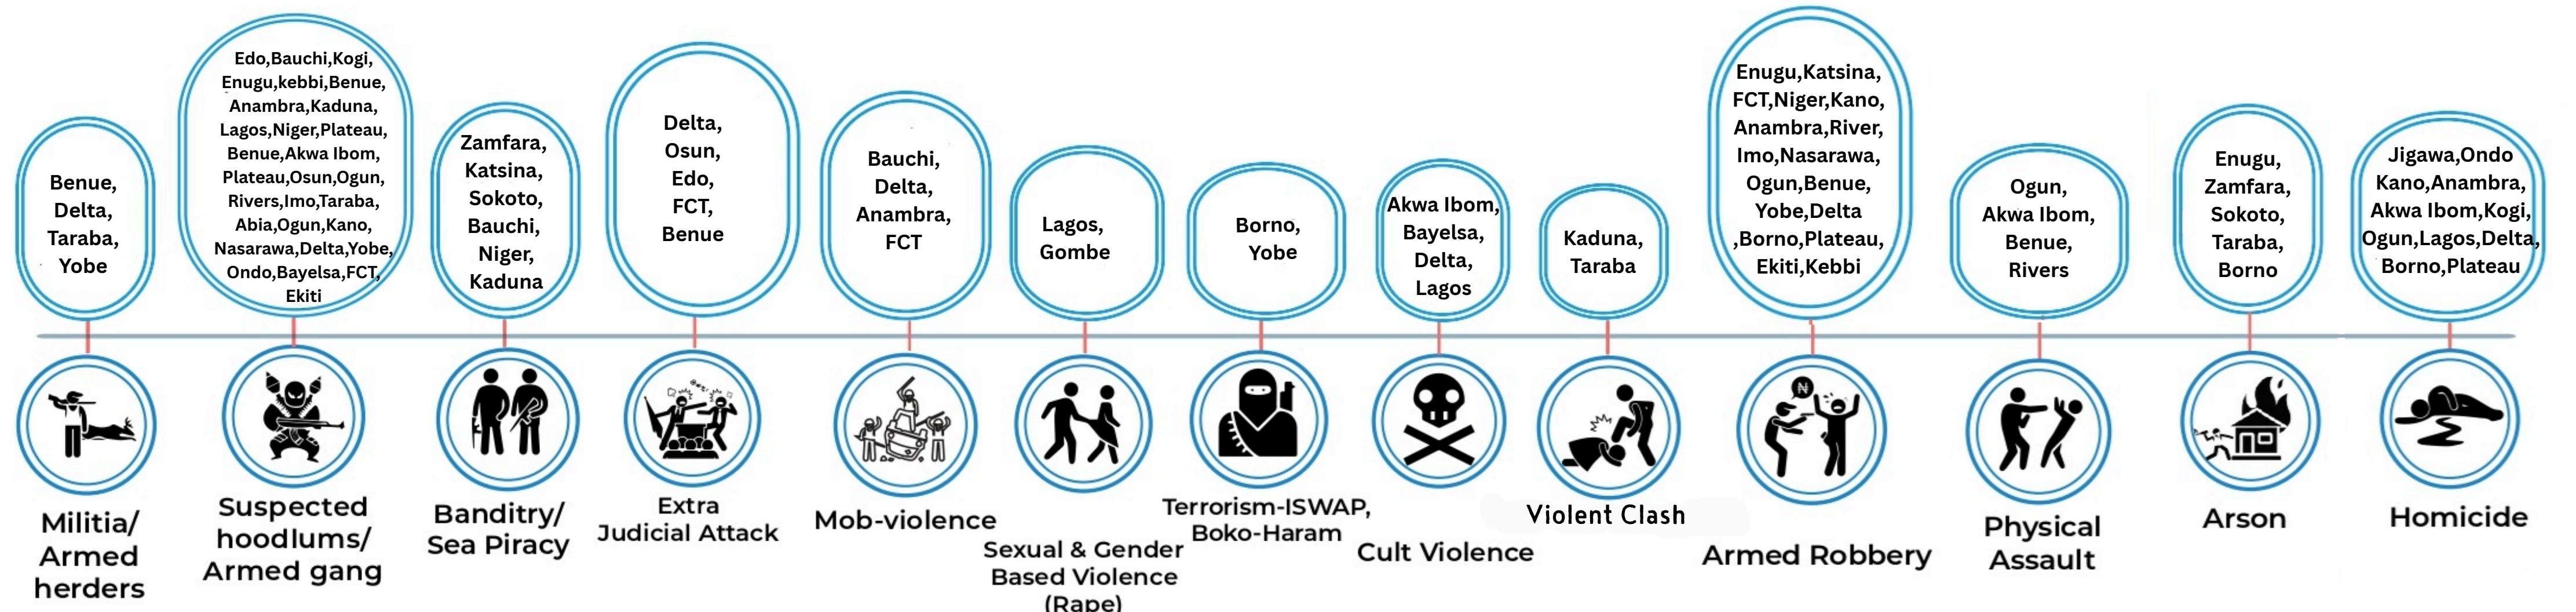 Benue,
Delta,
Taraba,
Yobe
Militia/
Armed
herders
Edo,Bauchi,Kogi,
Enugu,kebbi,Benue,
Anambra,Kaduna,
Lagos,Niger,Plateau,
Benue,Akwa Ibom,
Plateau,Osun,Ogun,
Rivers,Imo,Taraba,
Abia,Ogun,Kano,
Nasarawa,Delta,Yobe,
Ondo,Bayelsa,FCT,
Ekiti
Suspected
hoodlums/
Armed gang
Zamfara,
Katsina,
Sokoto,
Bauchi,
Niger,
Kaduna
Banditry/
Sea Piracy
Delta,
Osun,
Edo,
FCT,
Benue
Extra
Judicial Attack
Bauchi,
Delta,
Anambra,
FCT
Mob-violence
Lagos,
Gombe
Sexual & Gender
Based Violence
(Rape)
Borno,
Yobe
Terrorism-ISWAP,
Boko-Haram
Akwa Ibom,
Bayelsa,
Delta,
Lagos
Cult Violence
Kaduna,
Taraba
Violent Clash
Enugu,Katsina,
FCT,Niger,Kano,
Anambra,River,
Imo,Nasarawa,
Ogun,Benue,
Yobe,Delta
,Borno,Plateau,
Ekiti,Kebbi
₦
Armed Robbery
Ogun,
Akwa Ibom,
Benue,
Rivers
Physical
Assault
Enugu,
Zamfara,
Sokoto,
Taraba,
Borno
Arson
Jigawa,Ondo
Kano,Anambra,
Akwa Ibom,Kogi,
Ogun,Lagos,Delta,
Borno,Plateau
Homicide